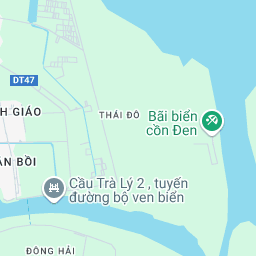 DT47
H GIÁO
THÁI ĐÔ
Bãi biển
cồn Đen
ÂN BỒI
Cầu Trà Lý 2 , tuyến
đường bộ ven biển
ĐÔNG HẢI